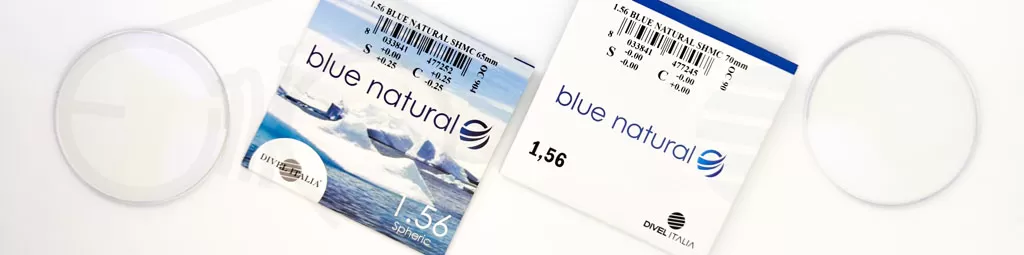 1.56 BLUE NATURAL SHMC 65mm
8 033841 477252
S +0.00 +0.25
C +0.25 -0.25
blue natural
DIVEL ITALIA
1.56
Spheric
1.56 BLUE NATURAL SHMC 70mm
OC 90
8 033841 477245
S -0.00 -0.00
C -0.00 +0.00
blue natural
1,56
DIVEL ITALIA